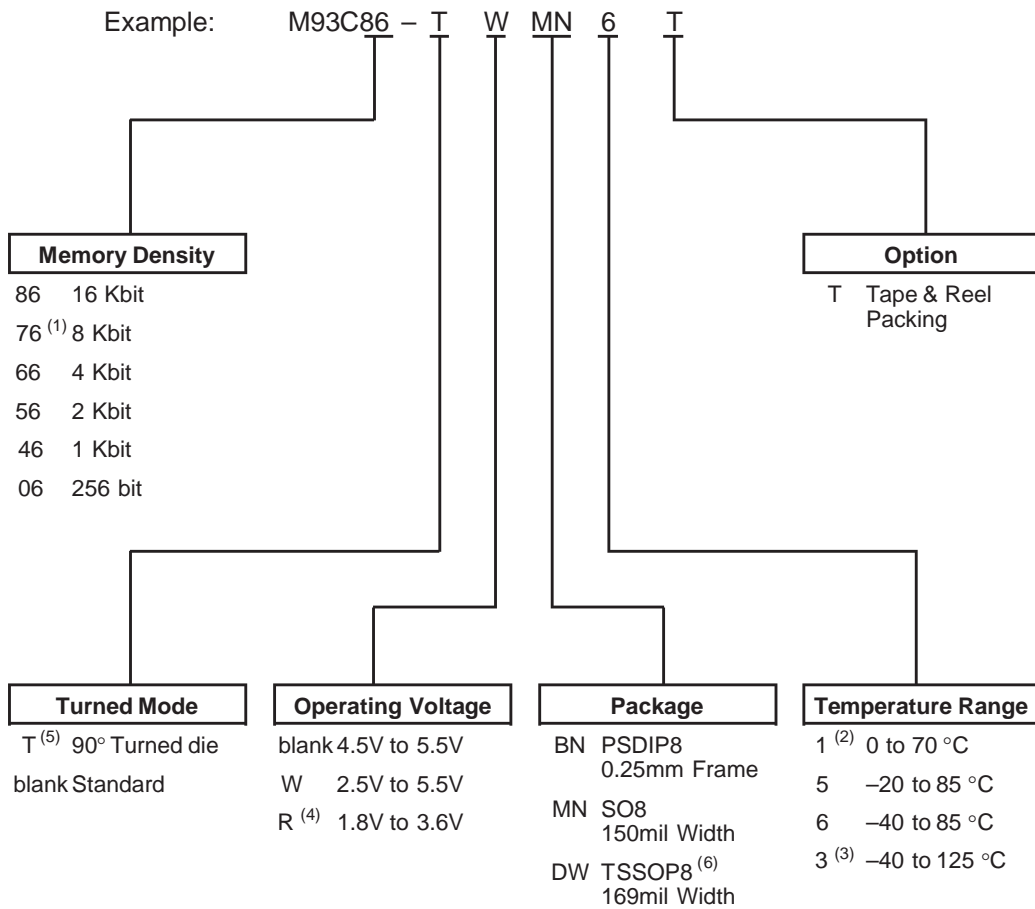 Example: M93C86 – T W MN 6 T
Memory Density
86 16 Kbit
76 (1) 8 Kbit
66 4 Kbit
56 2 Kbit
46 1 Kbit
06 256 bit
Option
T Tape & Reel
Packing
Turned Mode
T (5) 90° Turned die
blank Standard
Operating Voltage
blank 4.5V to 5.5V
W 2.5V to 5.5V
R (4) 1.8V to 3.6V
Package
BN PSDIP8
0.25mm Frame
MN SO8
150mil Width
DW TSSOP8 (6)
169mil Width
Temperature Range
1 (2) 0 to 70 °C
5 –20 to 85 °C
6 –40 to 85 °C
3 (3) –40 to 125 °C